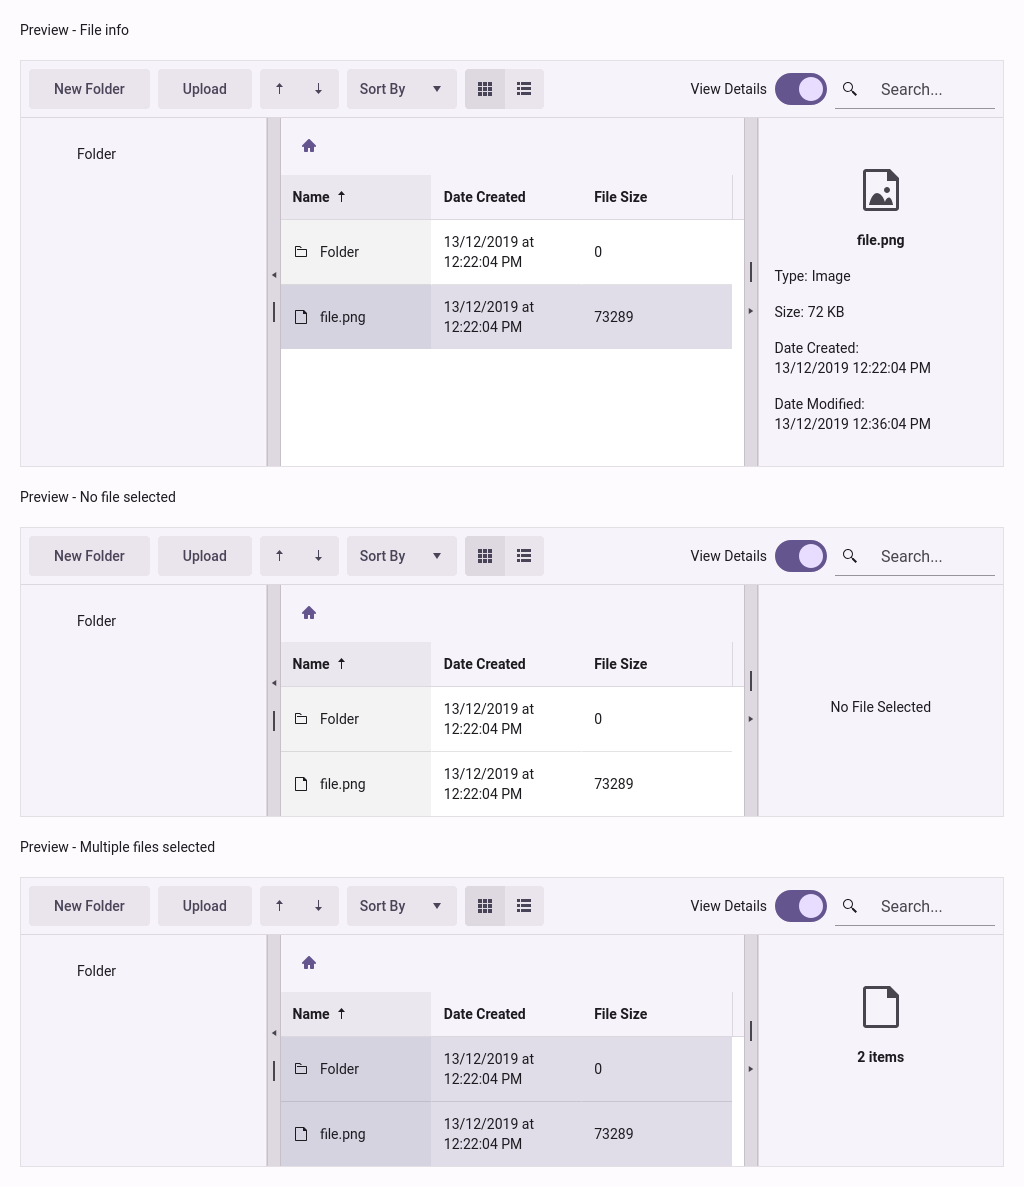 Preview - File info
New Folder Upload Sort By View Details Search...
Folder
Name Date Created File Size
Folder 13/12/2019 at 12:22:04 PM 0
file.png 13/12/2019 at 12:22:04 PM 73289
file.png
Type: Image
Size: 72 KB
Date Created:
13/12/2019 12:22:04 PM
Date Modified:
13/12/2019 12:36:04 PM
Preview - No file selected
New Folder Upload Sort By View Details Search...
Folder
Name Date Created File Size
Folder 13/12/2019 at 12:22:04 PM 0
file.png 13/12/2019 at 12:22:04 PM 73289
No File Selected
Preview - Multiple files selected
New Folder Upload Sort By View Details Search...
Folder
Name Date Created File Size
Folder 13/12/2019 at 12:22:04 PM 0
file.png 13/12/2019 at 12:22:04 PM 73289
2 items